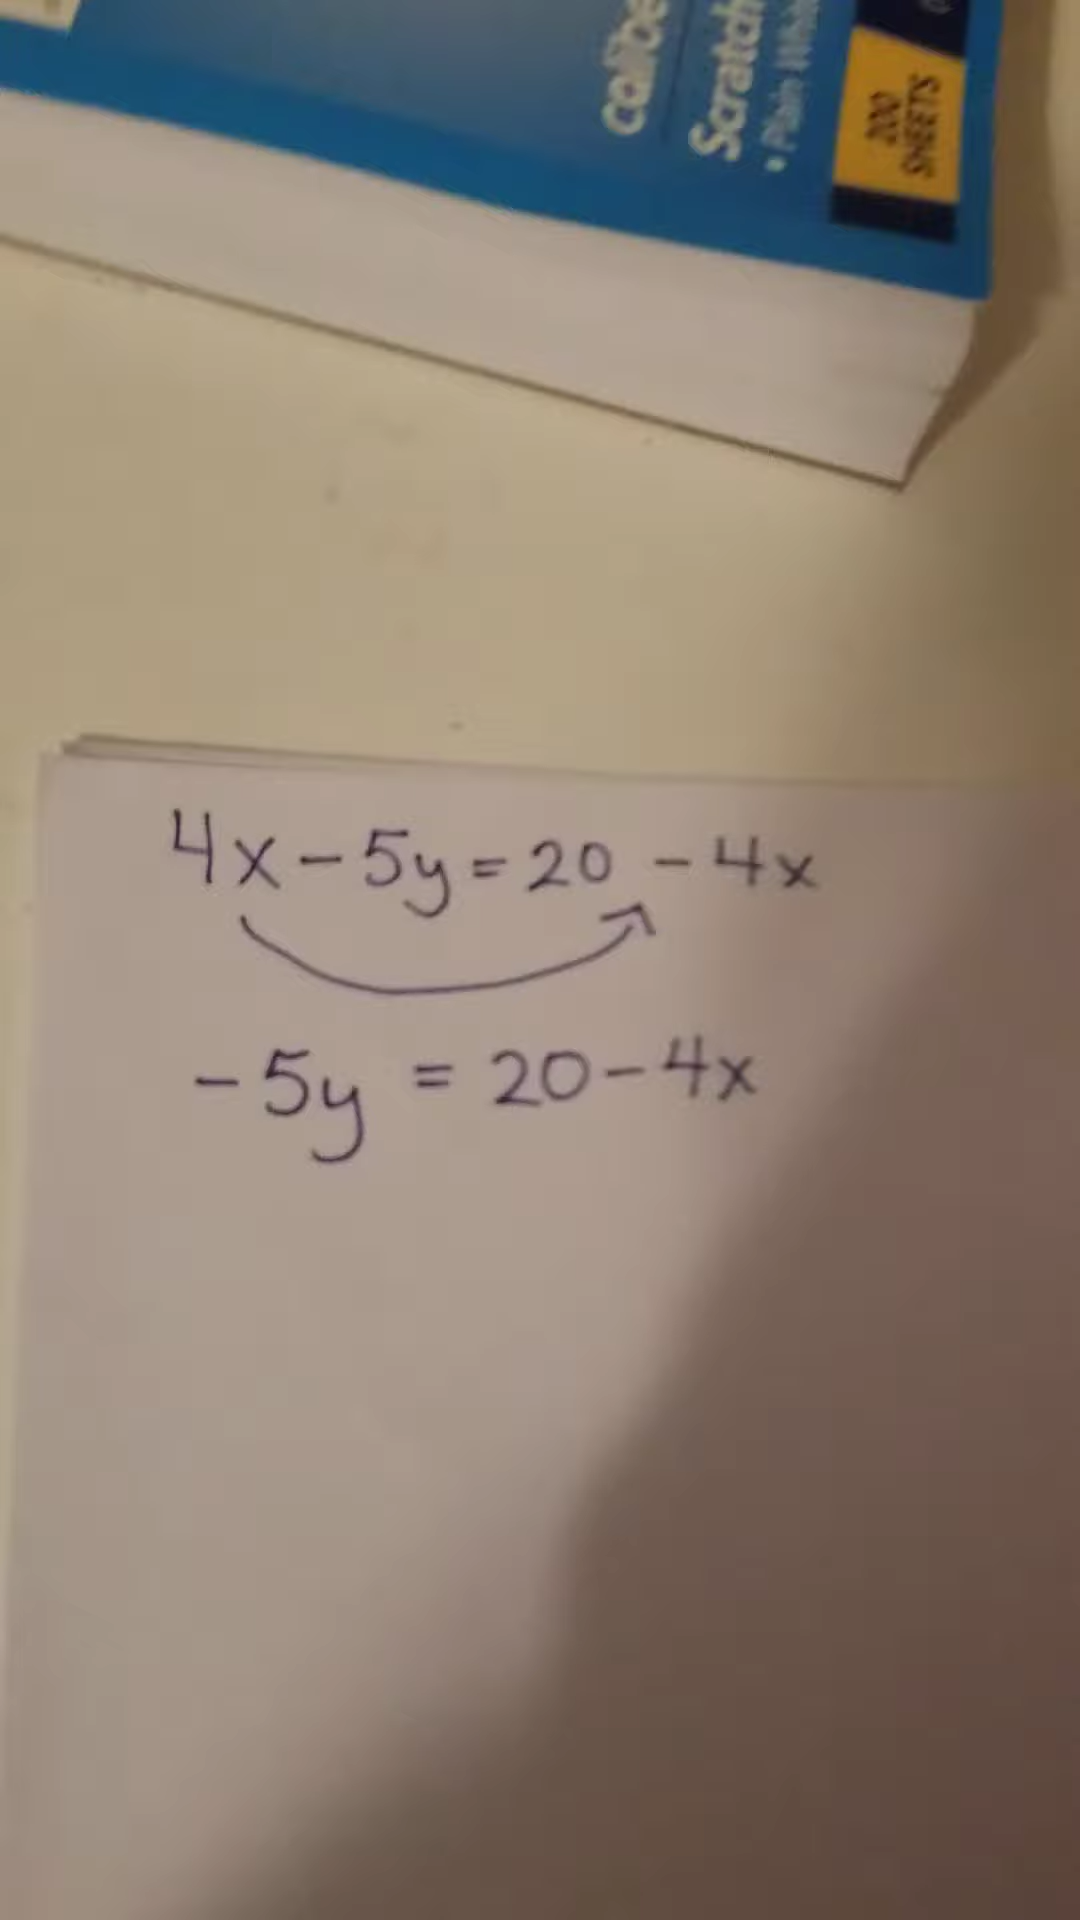 Scratch
200
SHEETS
4x - 5y = 20 - 4x
- 5y = 20 - 4x